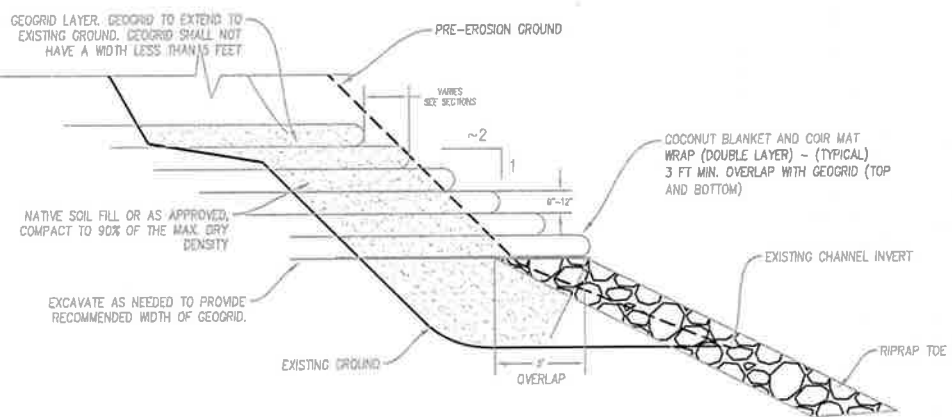 GEOGRID LAYER. GEOGRID TO EXTEND TO
EXISTING GROUND. GEOGRID SHALL NOT
HAVE A WIDTH LESS THAN 5 FEET
PRE-EROSION GROUND
VARIES
SEE SECTIONS
~2
1
COCONUT BLANKET AND COIR MAT
WRAP (DOUBLE LAYER) - (TYPICAL)
3 FT MIN. OVERLAP WITH GEOGRID (TOP
AND BOTTOM)
NATIVE SOIL FILL OR AS APPROVED,
COMPACT TO 90% OF THE MAX. DRY
DENSITY
EXISTING CHANNEL INVERT
EXCAVATE AS NEEDED TO PROVIDE
RECOMMENDED WIDTH OF GEOGRID.
EXISTING GROUND
OVERLAP
RIPRAP TOE